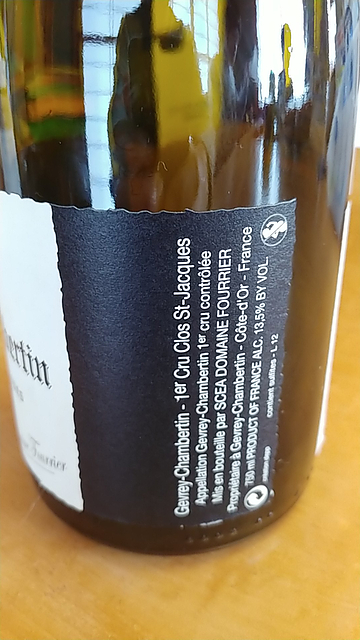 ertin
Fourrier
Gevrey-Chambertin - 1er Cru Clos St-Jacques
Appellation Gevrey-Chambertin 1er cru contrôlée
Mis en bouteille par SCEA DOMAINE FOURRIER
Propriétaire à Gevrey-Chambertin - Côte-d'Or - France
750 ml PRODUCT OF FRANCE ALC. 13,5% BY VOL.
contient sulfites - L 12